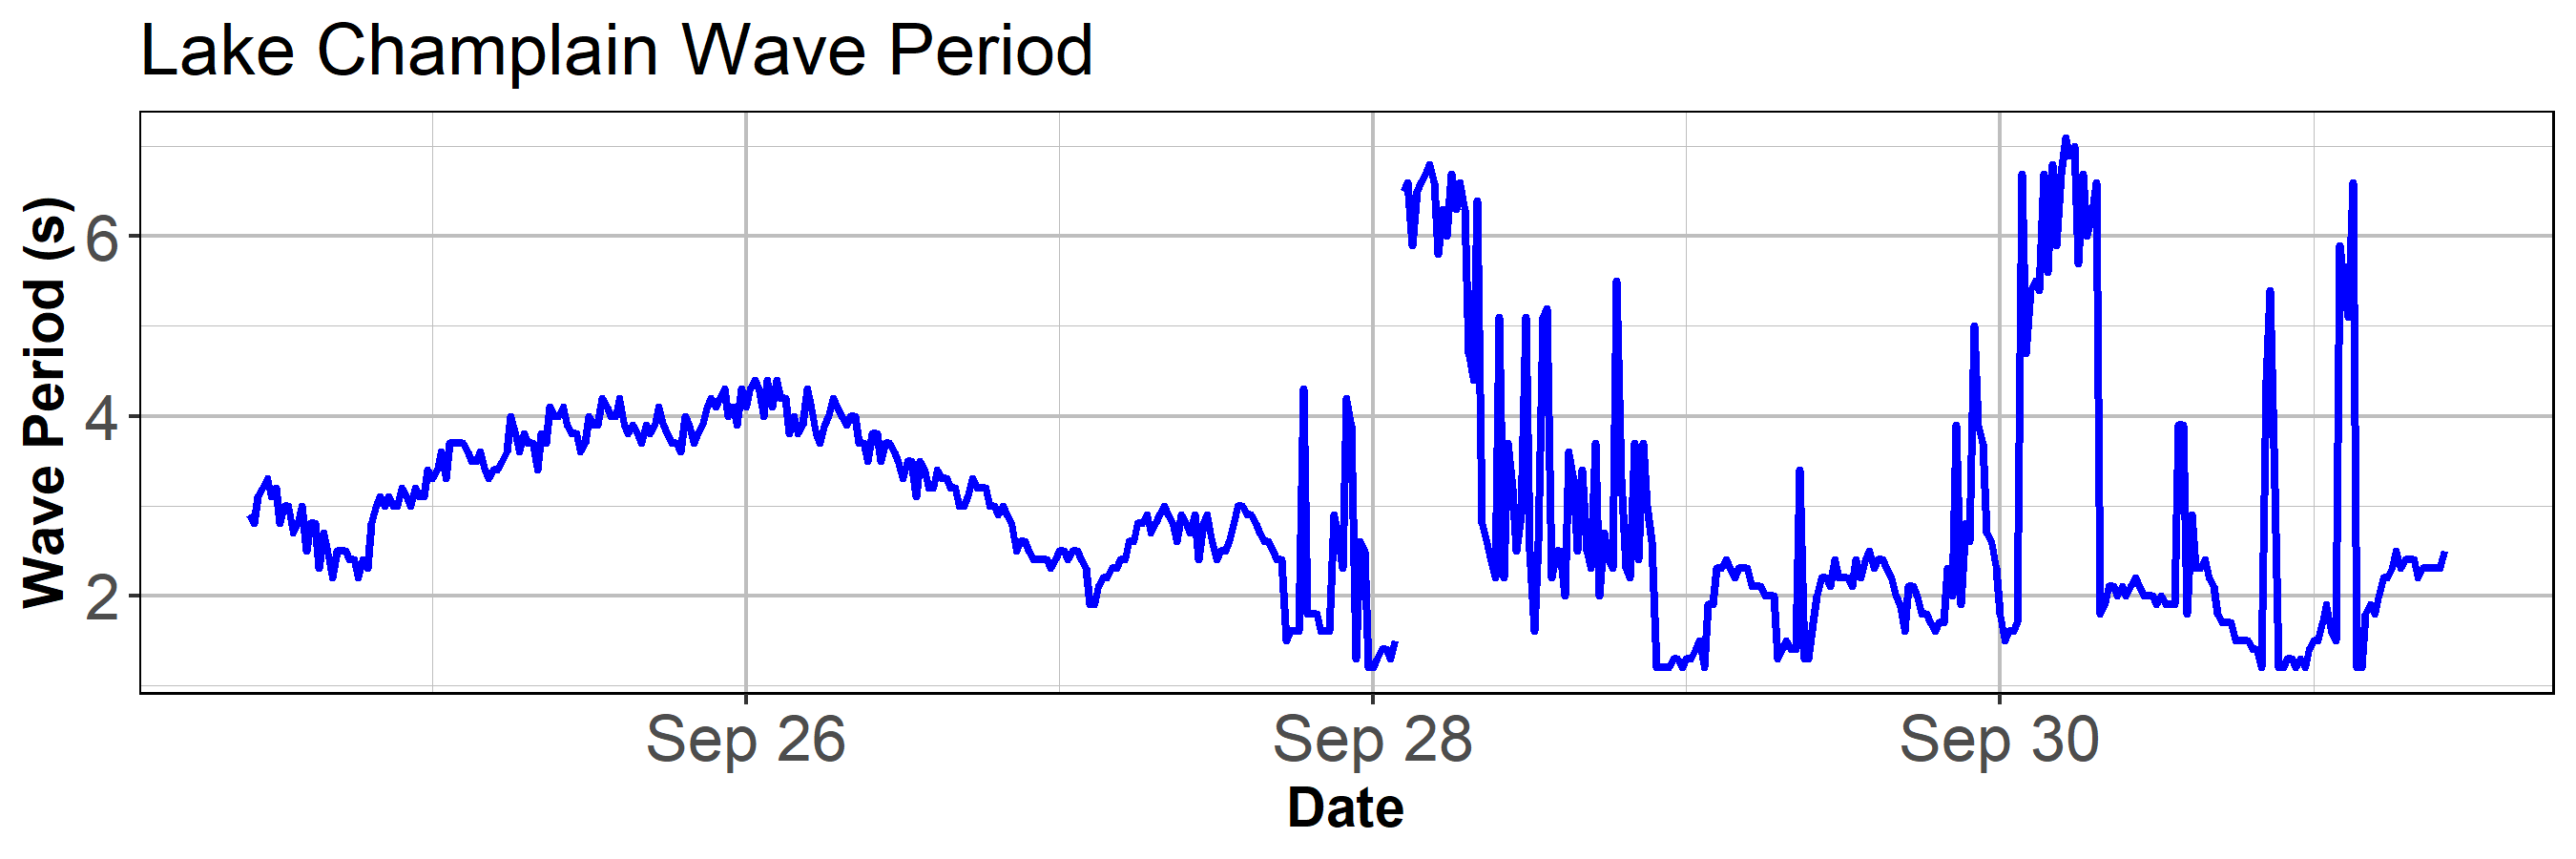 Lake Champlain Wave Period
Wave Period (s)
6
4
2
Sep 26
Sep 28
Sep 30
Date